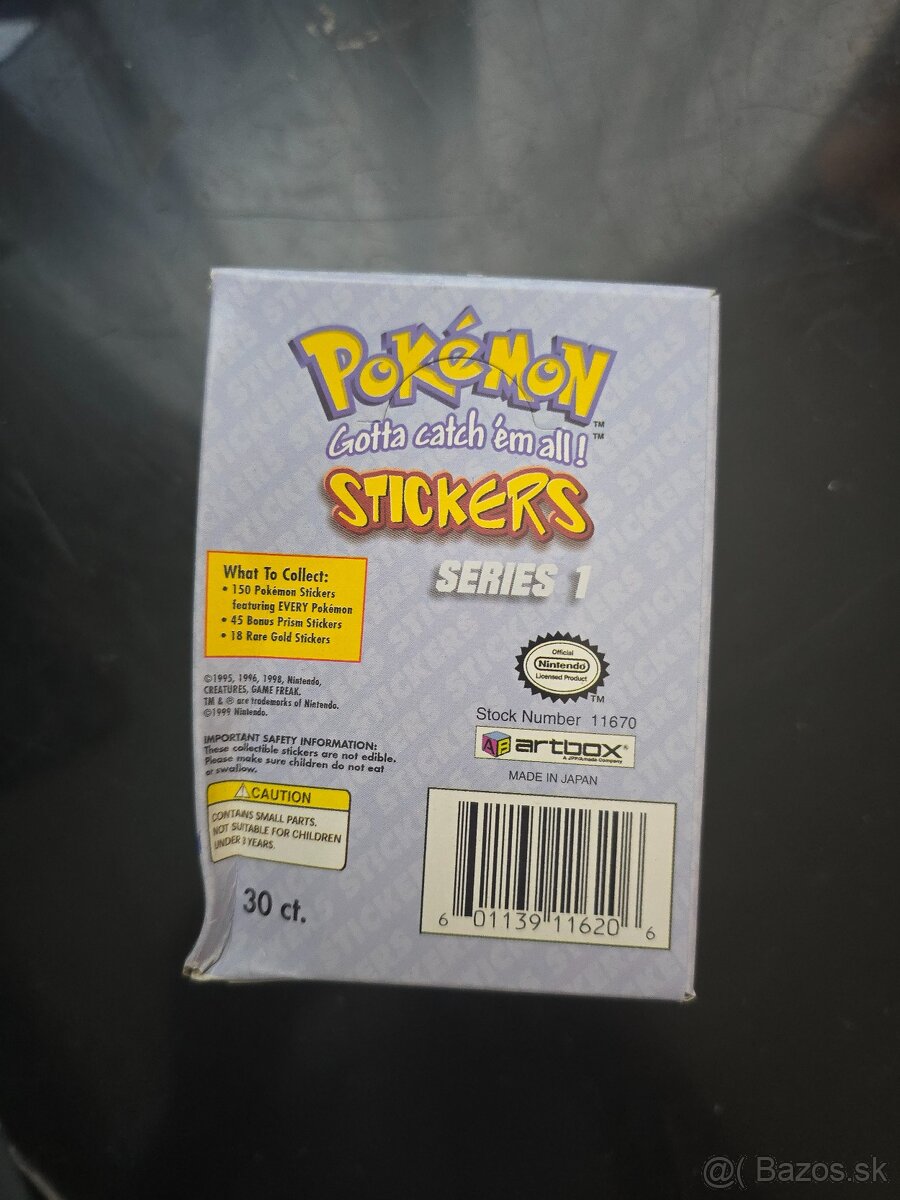 POKéMON
TM
Gotta catch 'em all!
TM
STICKERS
SERIES 1
What To Collect:
• 150 Pokémon Stickers
featuring EVERY Pokémon
• 45 Bonus Prism Stickers
• 18 Rare Gold Stickers
©1995, 1996, 1998, Nintendo,
CREATURES, GAME FREAK.
TM & ® are trademarks of Nintendo.
©1999 Nintendo.
Official
Nintendo
Licensed Product
TM
Stock Number 11670
AB artbox®
MADE IN JAPAN
IMPORTANT SAFETY INFORMATION:
These collectible stickers are not edible.
Please make sure children do not eat
or swallow.
CAUTION
CONTAINS SMALL PARTS.
NOT SUITABLE FOR CHILDREN
UNDER 3 YEARS.
30 ct.
6 01139 11620 6
@( Bazos.sk